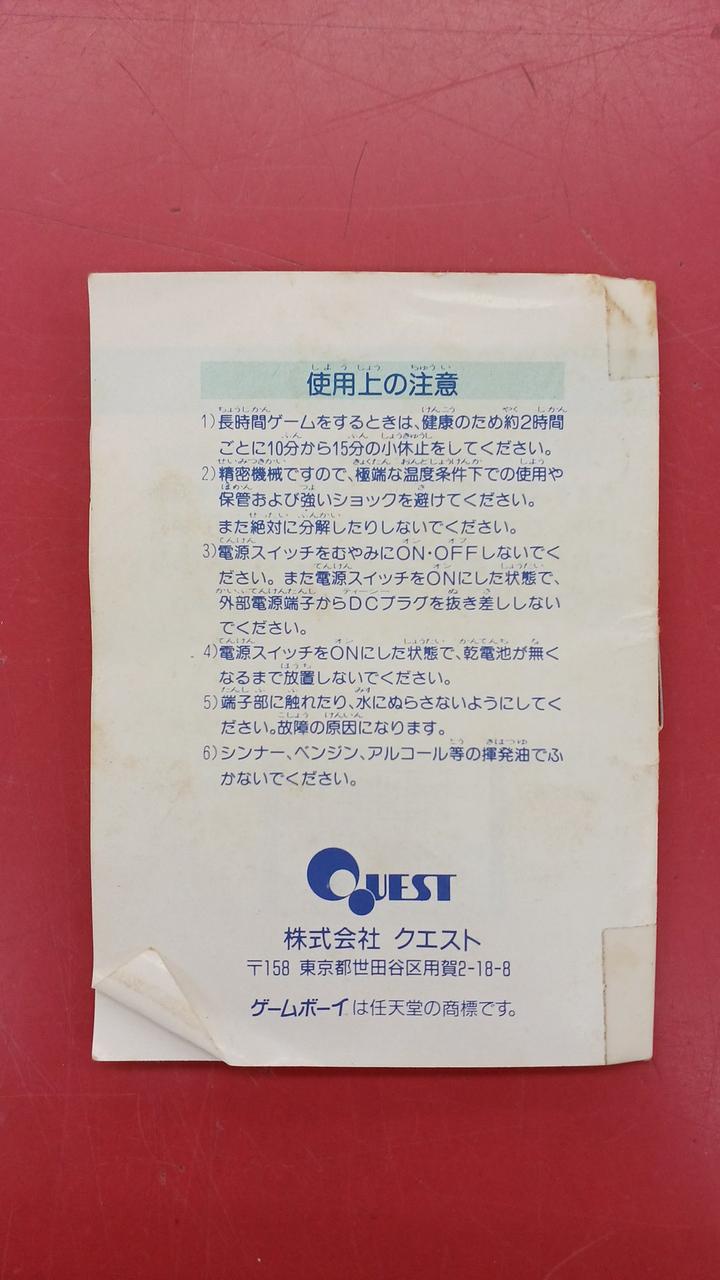 使用上の注意
1)長時間ゲームをするときは、健康のため約2時間
ごとに10分から15分の小休止をしてください。
2)精密機械ですので、極端な温度条件下での使用や
保管および強いショックを避けてください。
また絶対に分解したりしないでください。
3)電源スイッチをむやみにON・OFFしないでく
ださい。また電源スイッチをONにした状態で、
外部電源端子からDCプラグを抜き差ししない
でください。
4)電源スイッチをONにした状態で、乾電池が無く
なるまで放置しないでください。
5)端子部に触れたり、水にぬらさないようにしてく
ださい。故障の原因になります。
6)シンナー、ベンジン、アルコール等の揮発油でふ
かないでください。
QUEST
株式会社 クエスト
〒158 東京都世田谷区用賀2-18-8
ゲームボーイは任天堂の商標です。